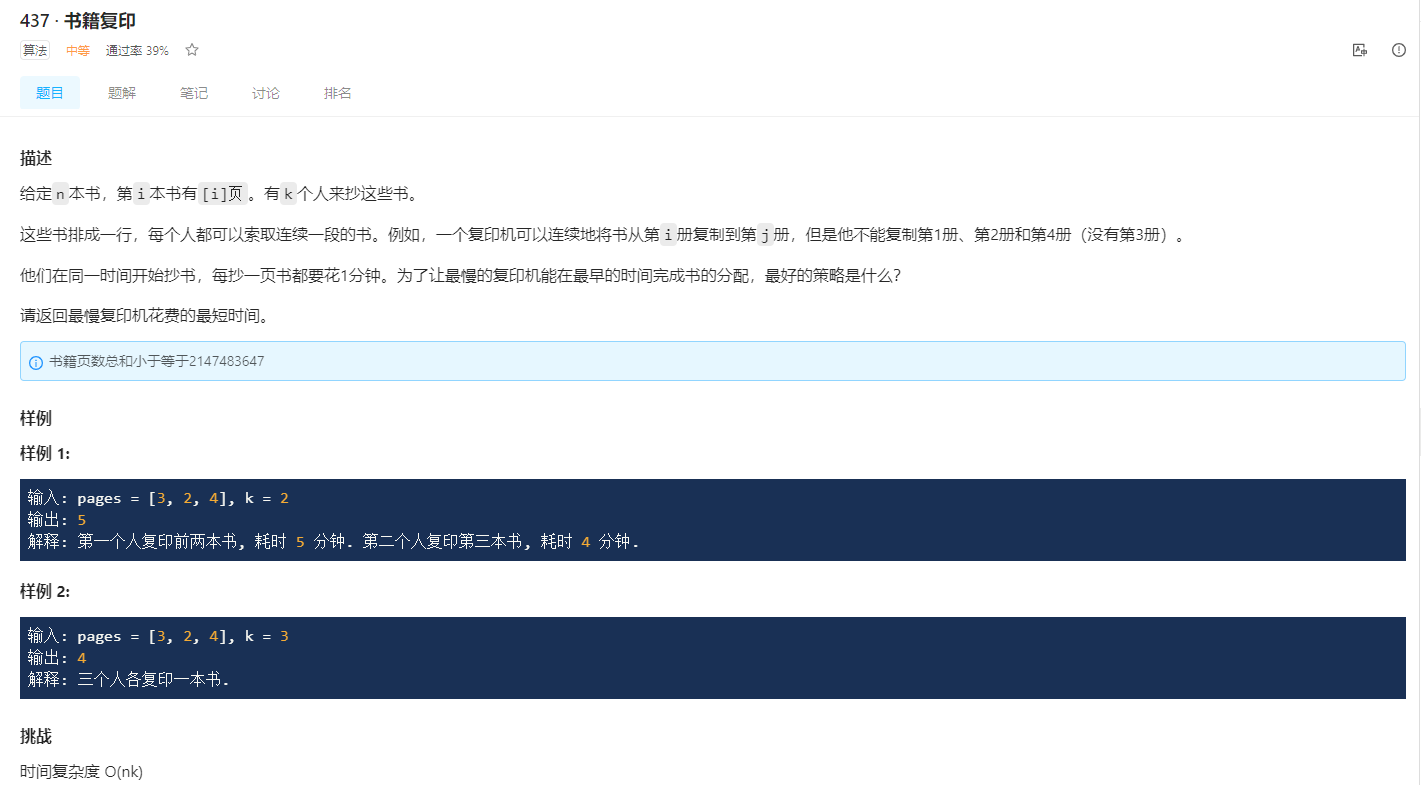 437 · 书籍复印
算法 中等 通过率 39%
题目 题解 笔记 讨论 排名
描述
给定 n 本书，第 i 本书有 [i]页 。有 k 个人来抄这些书。
这些书排成一行，每个人都可以索取连续一段的书。例如，一个复印机可以连续地将书从第 i 册复制到第 j 册，但是他不能复制第1册、第2册和第4册（没有第3册）。
他们在同一时间开始抄书，每抄一页书都要花1分钟。为了让最慢的复印机能在最早的时间完成书的分配，最好的策略是什么？
请返回最慢复印机花费的最短时间。
书籍页数总和小于等于2147483647
样例
样例 1:
输入: pages = [3, 2, 4], k = 2
输出: 5
解释: 第一个人复印前两本书, 耗时 5 分钟. 第二个人复印第三本书, 耗时 4 分钟.
样例 2:
输入: pages = [3, 2, 4], k = 3
输出: 4
解释: 三个人各复印一本书.
挑战
时间复杂度 O(nk)